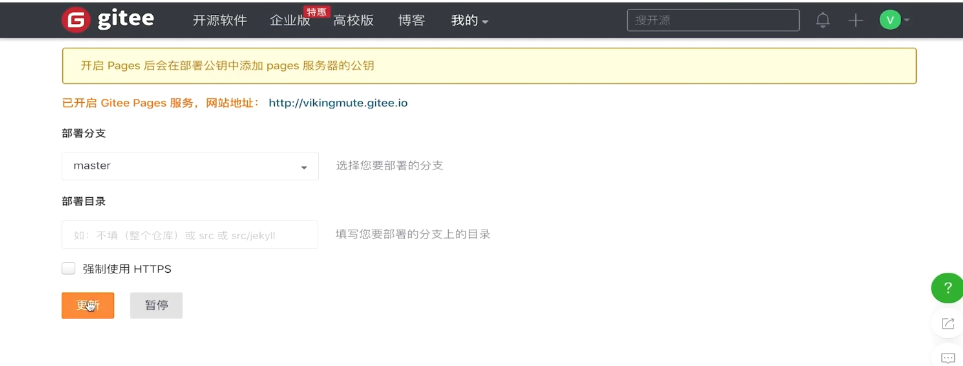 gitee 开源软件 企业版 特惠 高校版 博客 我的 搜开源 V
开启 Pages 后会在部署公钥中添加 pages 服务器的公钥
已开启 Gitee Pages 服务，网站地址： http://vikingmute.gitee.io
部署分支
master 选择您要部署的分支
部署目录
如：不填（整个仓库）或 src 或 src/jekyll 填写您要部署的分支上的目录
强制使用 HTTPS
更新 暂停
?